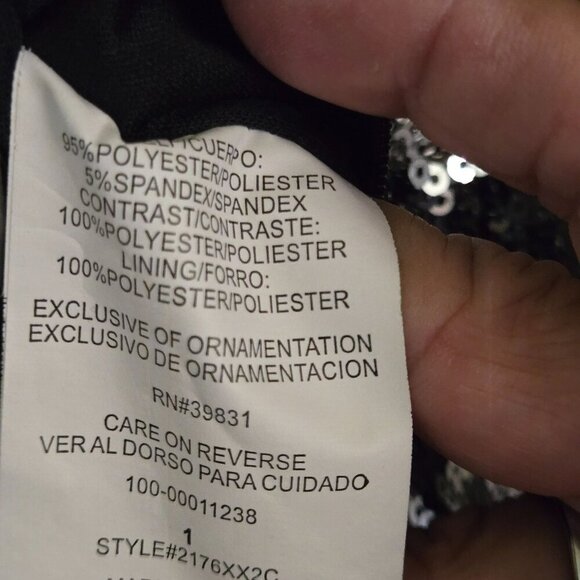 CUERPO:
95%POLYESTER/POLIESTER
5%SPANDEX/SPANDEX
CONTRAST/CONTRASTE:
100%POLYESTER/POLIESTER
LINING/FORRO:
100%POLYESTER/POLIESTER
EXCLUSIVE OF ORNAMENTATION
EXCLUSIVO DE ORNAMENTACION
RN#39831
CARE ON REVERSE
VER AL DORSO PARA CUIDADO
100-00011238
1
STYLE#2176XX2C